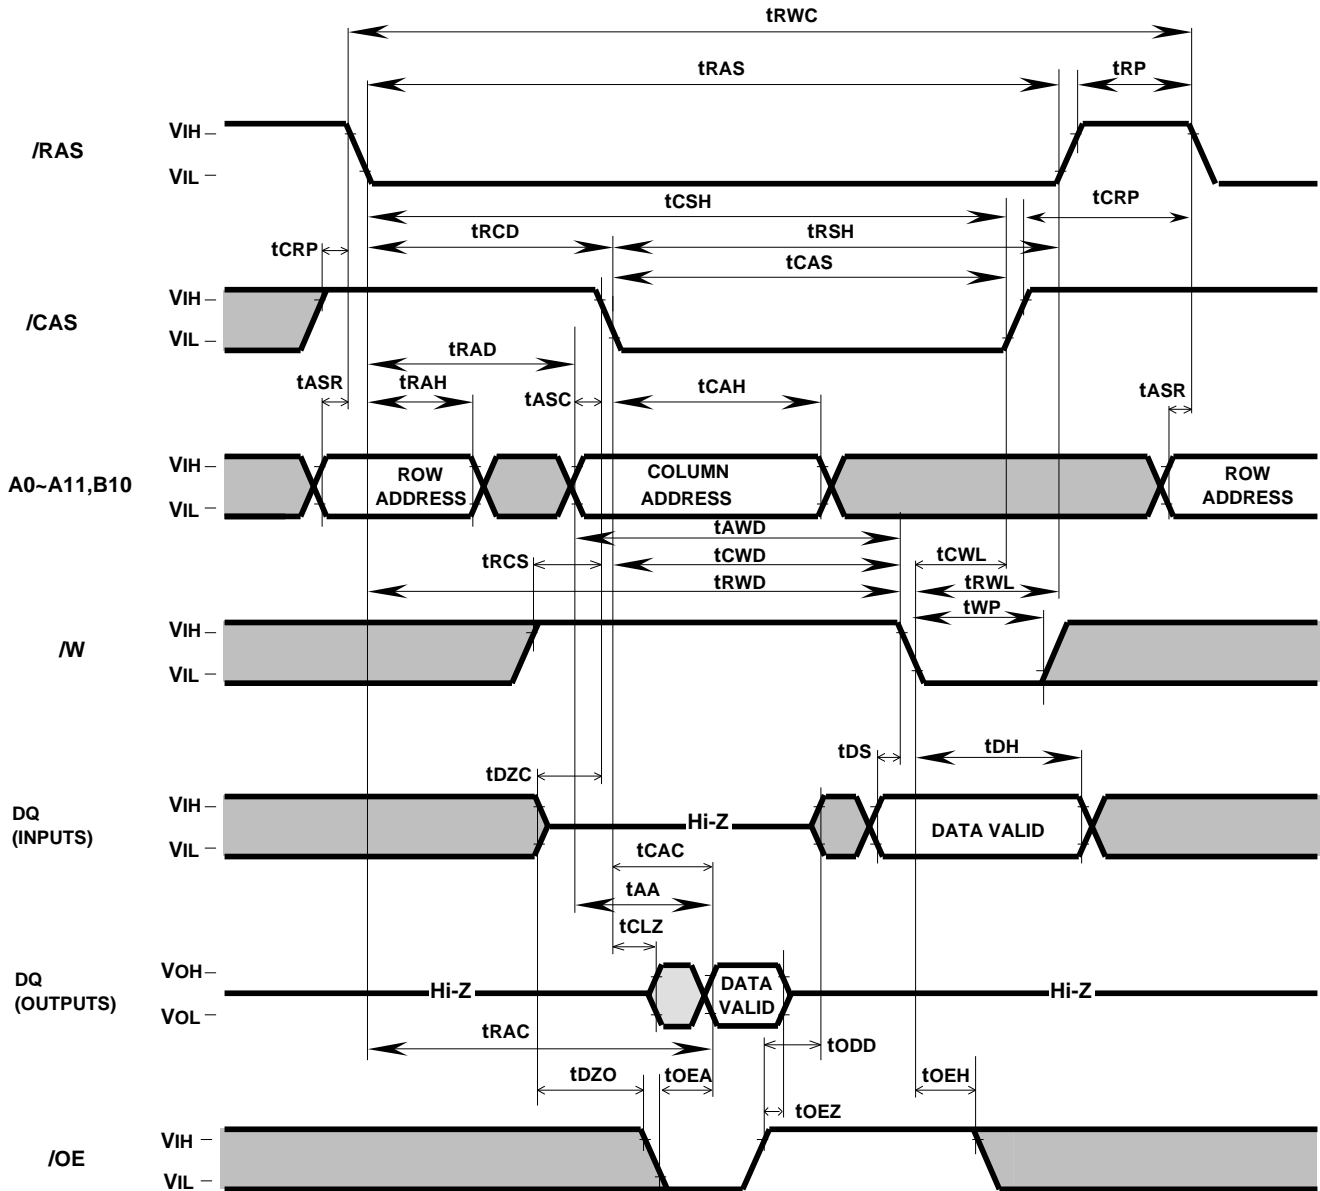 tRWC
tRAS
tRP
/RAS
VIH
VIL
tCSH
tCRP
tRCD
tRSH
tCRP
tCAS
/CAS
VIH
VIL
tRAD
tASR
tRAH
tASC
tCAH
tASR
A0~A11,B10
VIH
VIL
ROW
ADDRESS
COLUMN
ADDRESS
ROW
ADDRESS
tAWD
tRCS
tCWD
tCWL
tRWD
tRWL
tWP
/W
VIH
VIL
tDS
tDH
tDZC
DQ
(INPUTS)
VIH
VIL
Hi-Z
DATA VALID
tCAC
tAA
tCLZ
DQ
(OUTPUTS)
VOH
VOL
Hi-Z
DATA
VALID
Hi-Z
tRAC
tODD
tDZO
tOEA
tOEH
tOEZ
/OE
VIH
VIL